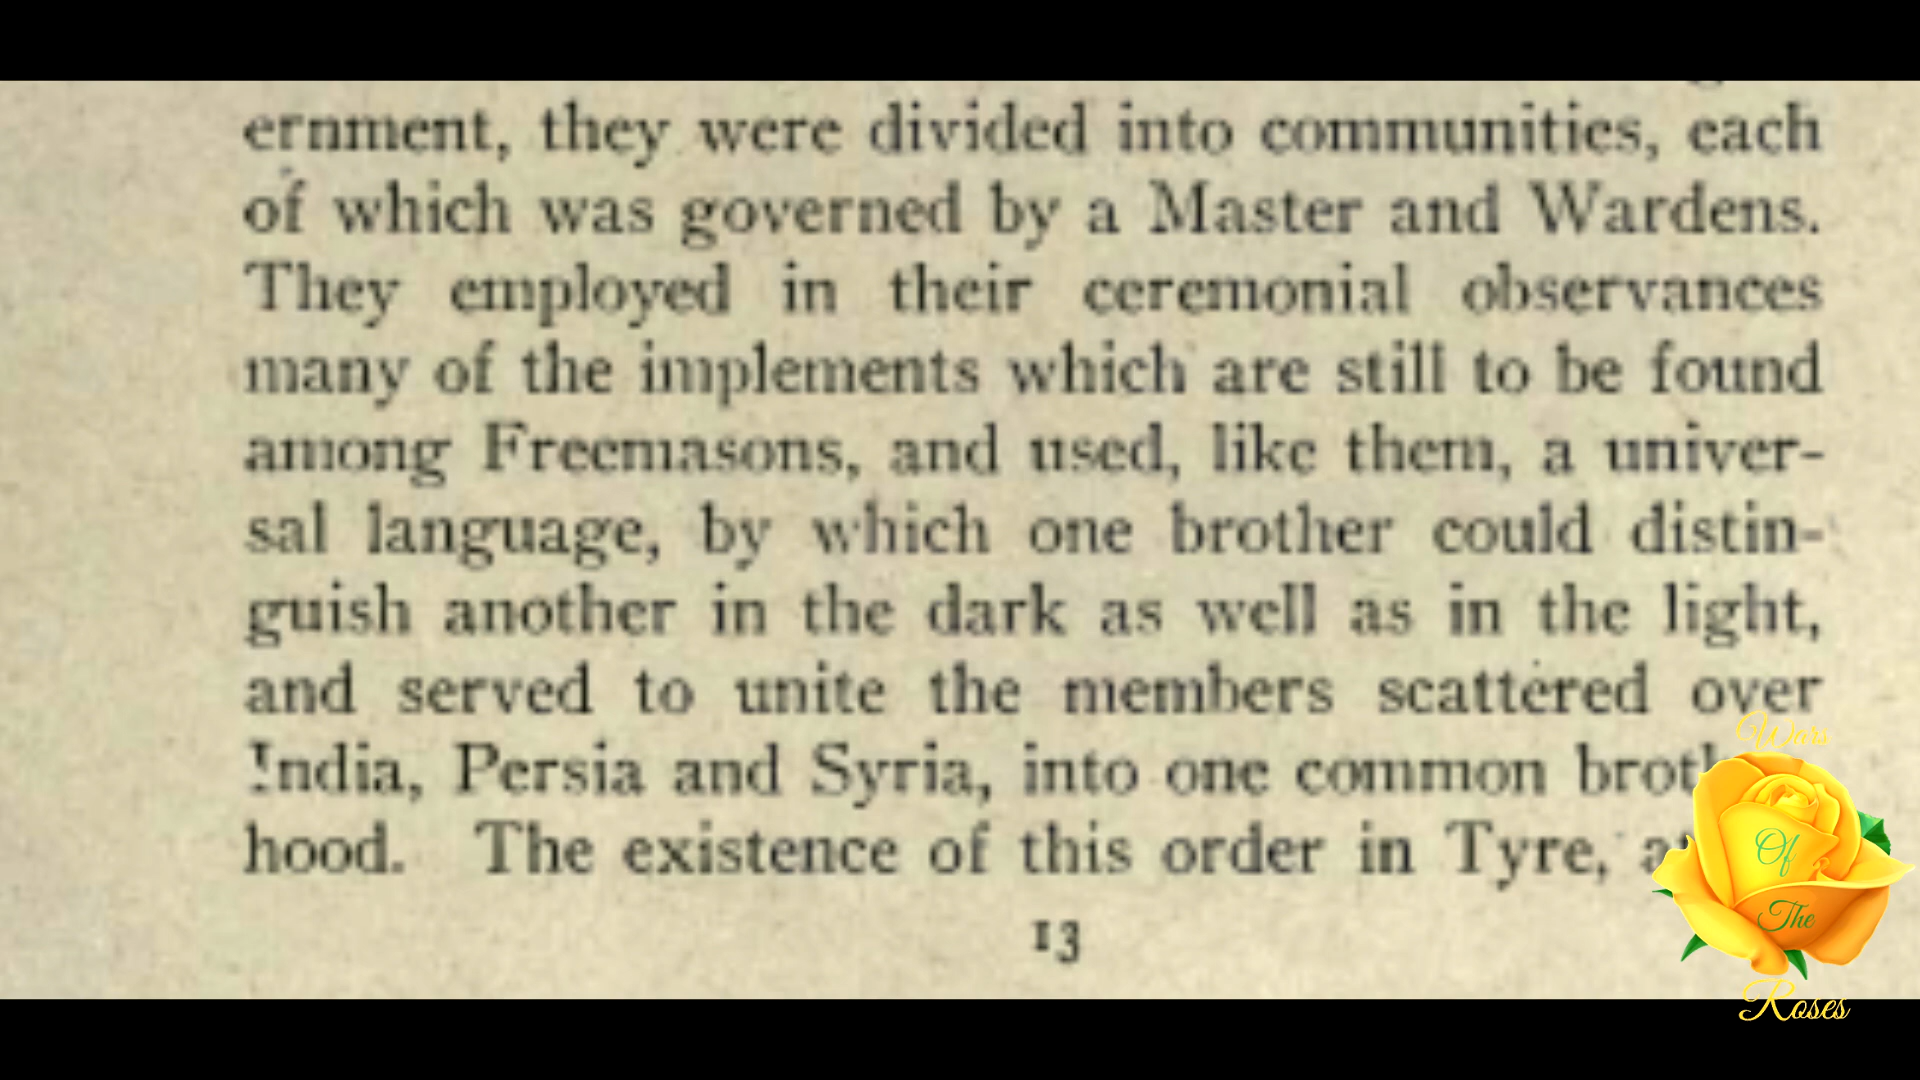 ernment, they were divided into communities, each
of which was governed by a Master and Wardens.
They employed in their ceremonial observances
many of the implements which are still to be found
among Freemasons, and used, like them, a univer-
sal language, by which one brother could distin-
guish another in the dark as well as in the light,
and served to unite the members scattered over
India, Persia and Syria, into one common
hood. The existence of this order in Tyre,
13
Wars
Of
The
Roses